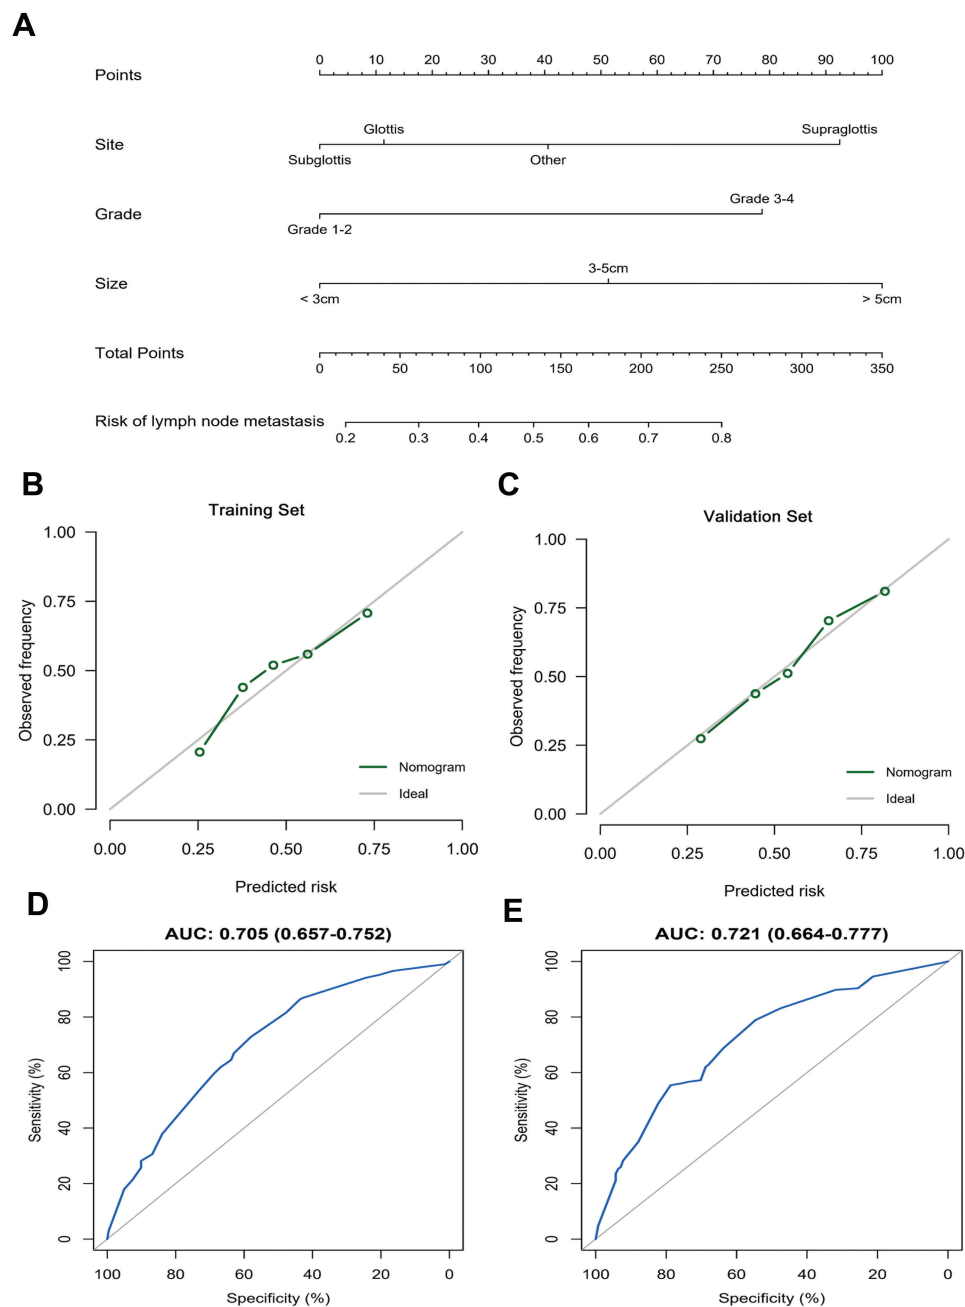 A
Points
0 10 20 30 40 50 60 70 80 90 100
Site
Glottis Supraglottis
Subglottis Other
Grade
Grade 3-4
Grade 1-2
Size
3-5cm
< 3cm > 5cm
Total Points
0 50 100 150 200 250 300 350
Risk of lymph node metastasis
0.2 0.3 0.4 0.5 0.6 0.7 0.8
B
Training Set
Observed frequency
1.00
0.75
0.50
0.25
0.00
Nomogram
Ideal
0.00 0.25 0.50 0.75 1.00
Predicted risk
C
Validation Set
Observed frequency
1.00
0.75
0.50
0.25
0.00
Nomogram
Ideal
0.00 0.25 0.50 0.75 1.00
Predicted risk
D
AUC: 0.705 (0.657-0.752)
Sensitivity (%)
100
80
60
40
20
0
100 80 60 40 20 0
Specificity (%)
E
AUC: 0.721 (0.664-0.777)
Sensitivity (%)
100
80
60
40
20
0
100 80 60 40 20 0
Specificity (%)